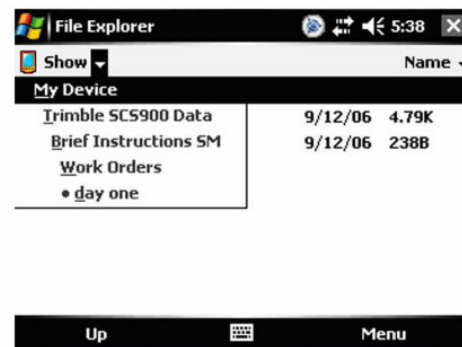 File Explorer 5:38
Show Name
My Device
Trimble SCS900 Data 9/12/06 4.79K
Brief Instructions SM 9/12/06 238B
Work Orders
• day one
Up Menu